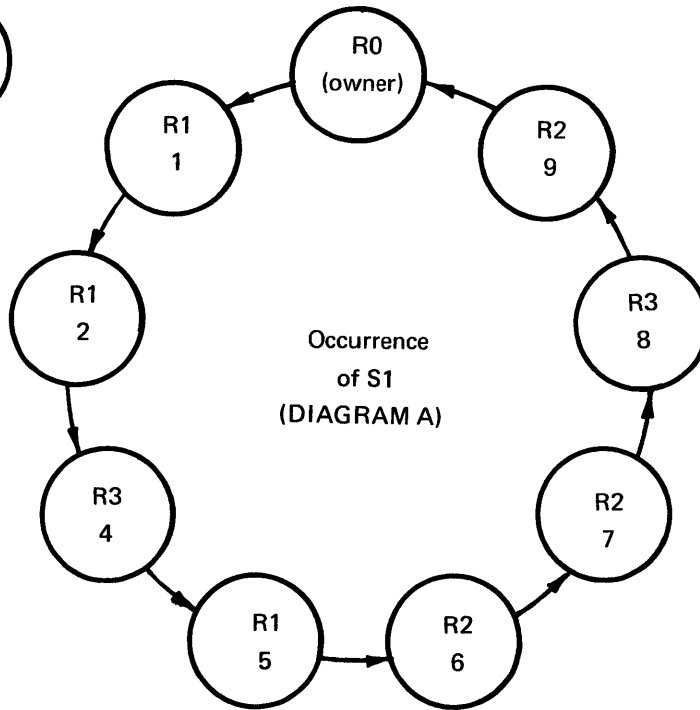 R0
(owner)
R1
1
R1
2
R3
4
R1
5
R2
6
R2
7
R3
8
R2
9
Occurrence
of S1
(DIAGRAM A)